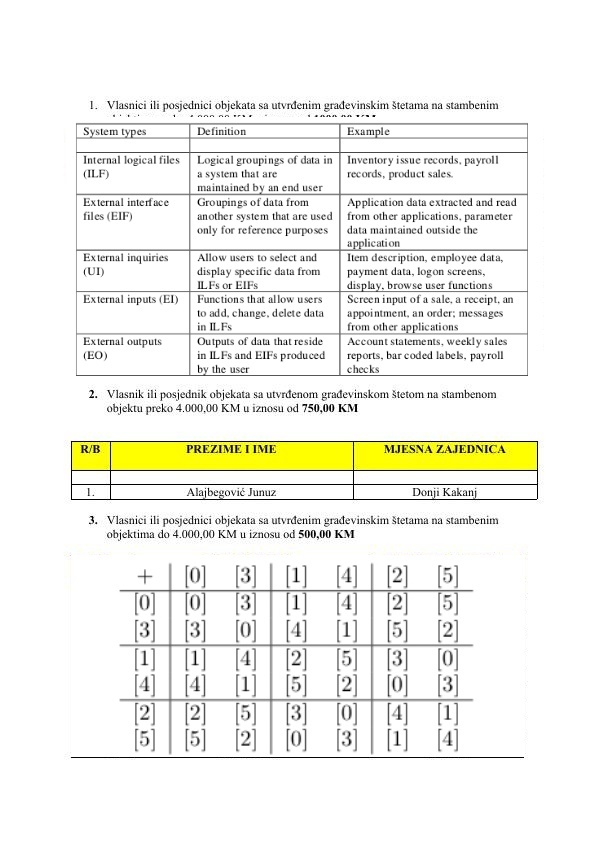 1. Vlasnici ili posjednici objekata sa utvrđenim građevinskim štetama na stambenim
System types Definition Example
Internal logical files Logical groupings of data in Inventory issue records, payroll
(ILF) a system that are records, product sales.
maintained by an end user
External interface Groupings of data from Application data extracted and read
files (EIF) another system that are used from other applications, parameter
only for reference purposes data maintained outside the
application
External inquiries Allow users to select and Item description, employee data,
(UI) display specific data from payment data, logon screens,
ILFs or EIFs display, browse user functions
External inputs (EI) Functions that allow users Screen input of a sale, a receipt, an
to add, change, delete data appointment, an order; messages
in ILFs from other applications
External outputs Outputs of data that reside Account statements, weekly sales
(EO) in ILFs and EIFs produced reports, bar coded labels, payroll
by the user checks
2. Vlasnik ili posjednik objekata sa utvrđenom građevinskom štetom na stambenom
objektu preko 4.000,00 KM u iznosu od 750,00 KM
R/B PREZIME I IME MJESNA ZAJEDNICA
1. Alajbegović Junuz Donji Kakanj
3. Vlasnici ili posjednici objekata sa utvrđenim građevinskim štetama na stambenim
objektima do 4.000,00 KM u iznosu od 500,00 KM
+ [0] [3] [1] [4] [2] [5]
[0] [0] [3] [1] [4] [2] [5]
[3] [3] [0] [4] [1] [5] [2]
[1] [1] [4] [2] [5] [3] [0]
[4] [4] [1] [5] [2] [0] [3]
[2] [2] [5] [3] [0] [4] [1]
[5] [5] [2] [0] [3] [1] [4]